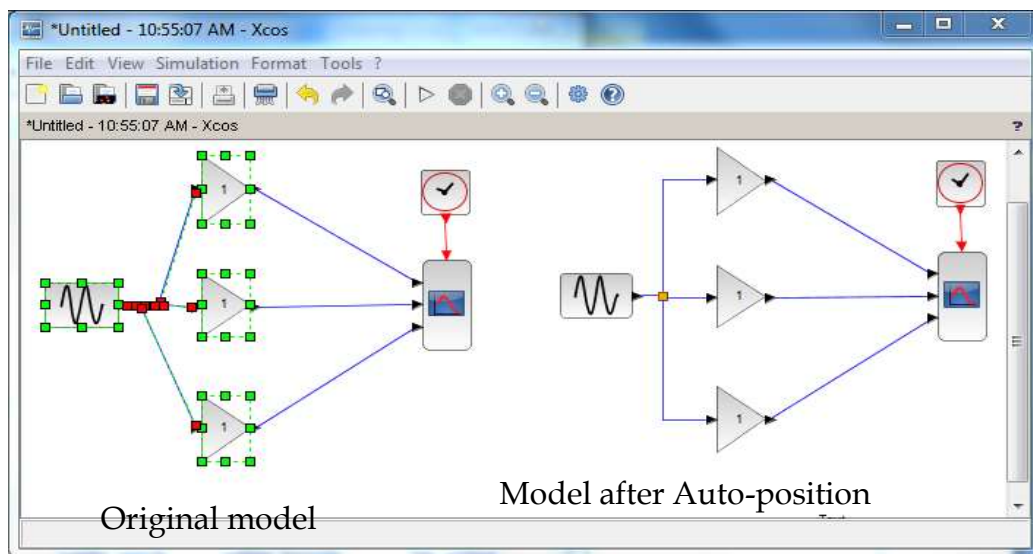 *Untitled - 10:55:07 AM - Xcos
File Edit View Simulation Format Tools ?
*Untitled - 10:55:07 AM - Xcos ?
1
1
1
1
1
1
Original model
Model after Auto-position